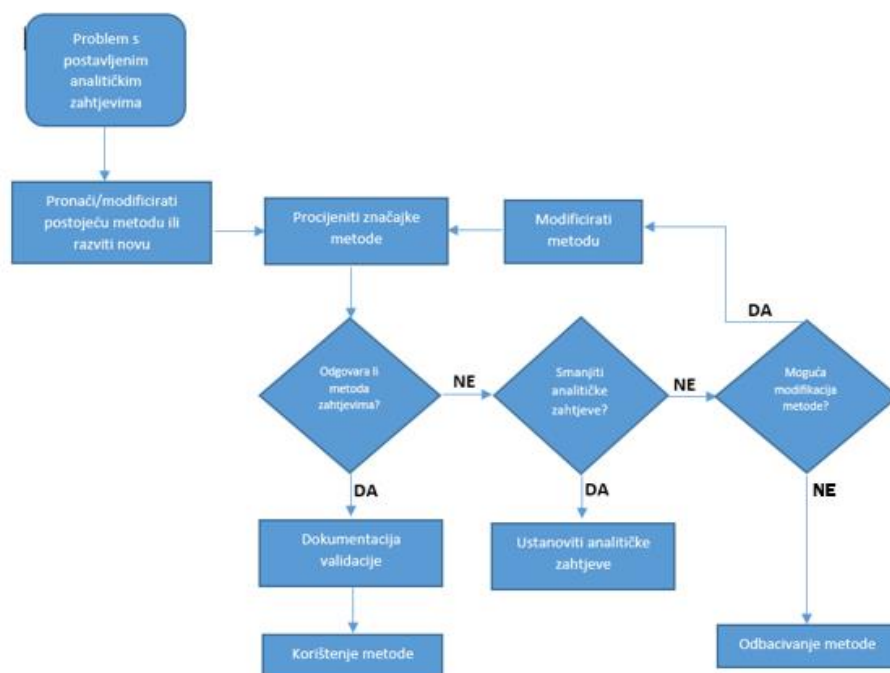 Problem s
postavljenim
analitičkim
zahtjevima
Pronaći/modificirati
postojeću metodu ili
razviti novu
Procijeniti značajke
metode
Modificirati
metodu
DA
Odgovara li
metoda
zahtjevima?
NE
Smanjiti
analitičke
zahtjeve?
NE
Moguća
modifikacija
metode?
DA
DA
NE
Dokumentacija
validacije
Ustanoviti analitičke
zahtjeve
Korištenje metode
Odbacivanje metode